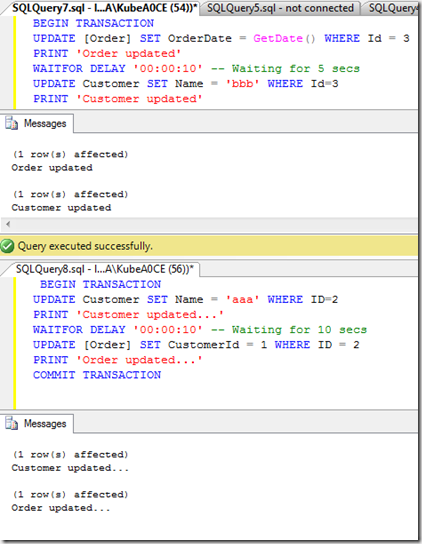 SQLQuery7.sql - I...A\KubeA0CE (54))* SQLQuery5.sql - not connected SQLQuery
BEGIN TRANSACTION
UPDATE [Order] SET OrderDate = GetDate() WHERE Id = 3
PRINT 'Order updated'
WAITFOR DELAY '00:00:10' -- Waiting for 5 secs
UPDATE Customer SET Name = 'bbb' WHERE Id=3
PRINT 'Customer updated'
Messages
(1 row(s) affected)
Order updated
(1 row(s) affected)
Customer updated
Query executed successfully.
SQLQuery8.sql - I...A\KubeA0CE (56))*
BEGIN TRANSACTION
UPDATE Customer SET Name = 'aaa' WHERE ID=2
PRINT 'Customer updated...'
WAITFOR DELAY '00:00:10' -- Waiting for 10 secs
UPDATE [Order] SET CustomerId = 1 WHERE ID = 2
PRINT 'Order updated...'
COMMIT TRANSACTION
Messages
(1 row(s) affected)
Customer updated...
(1 row(s) affected)
Order updated...